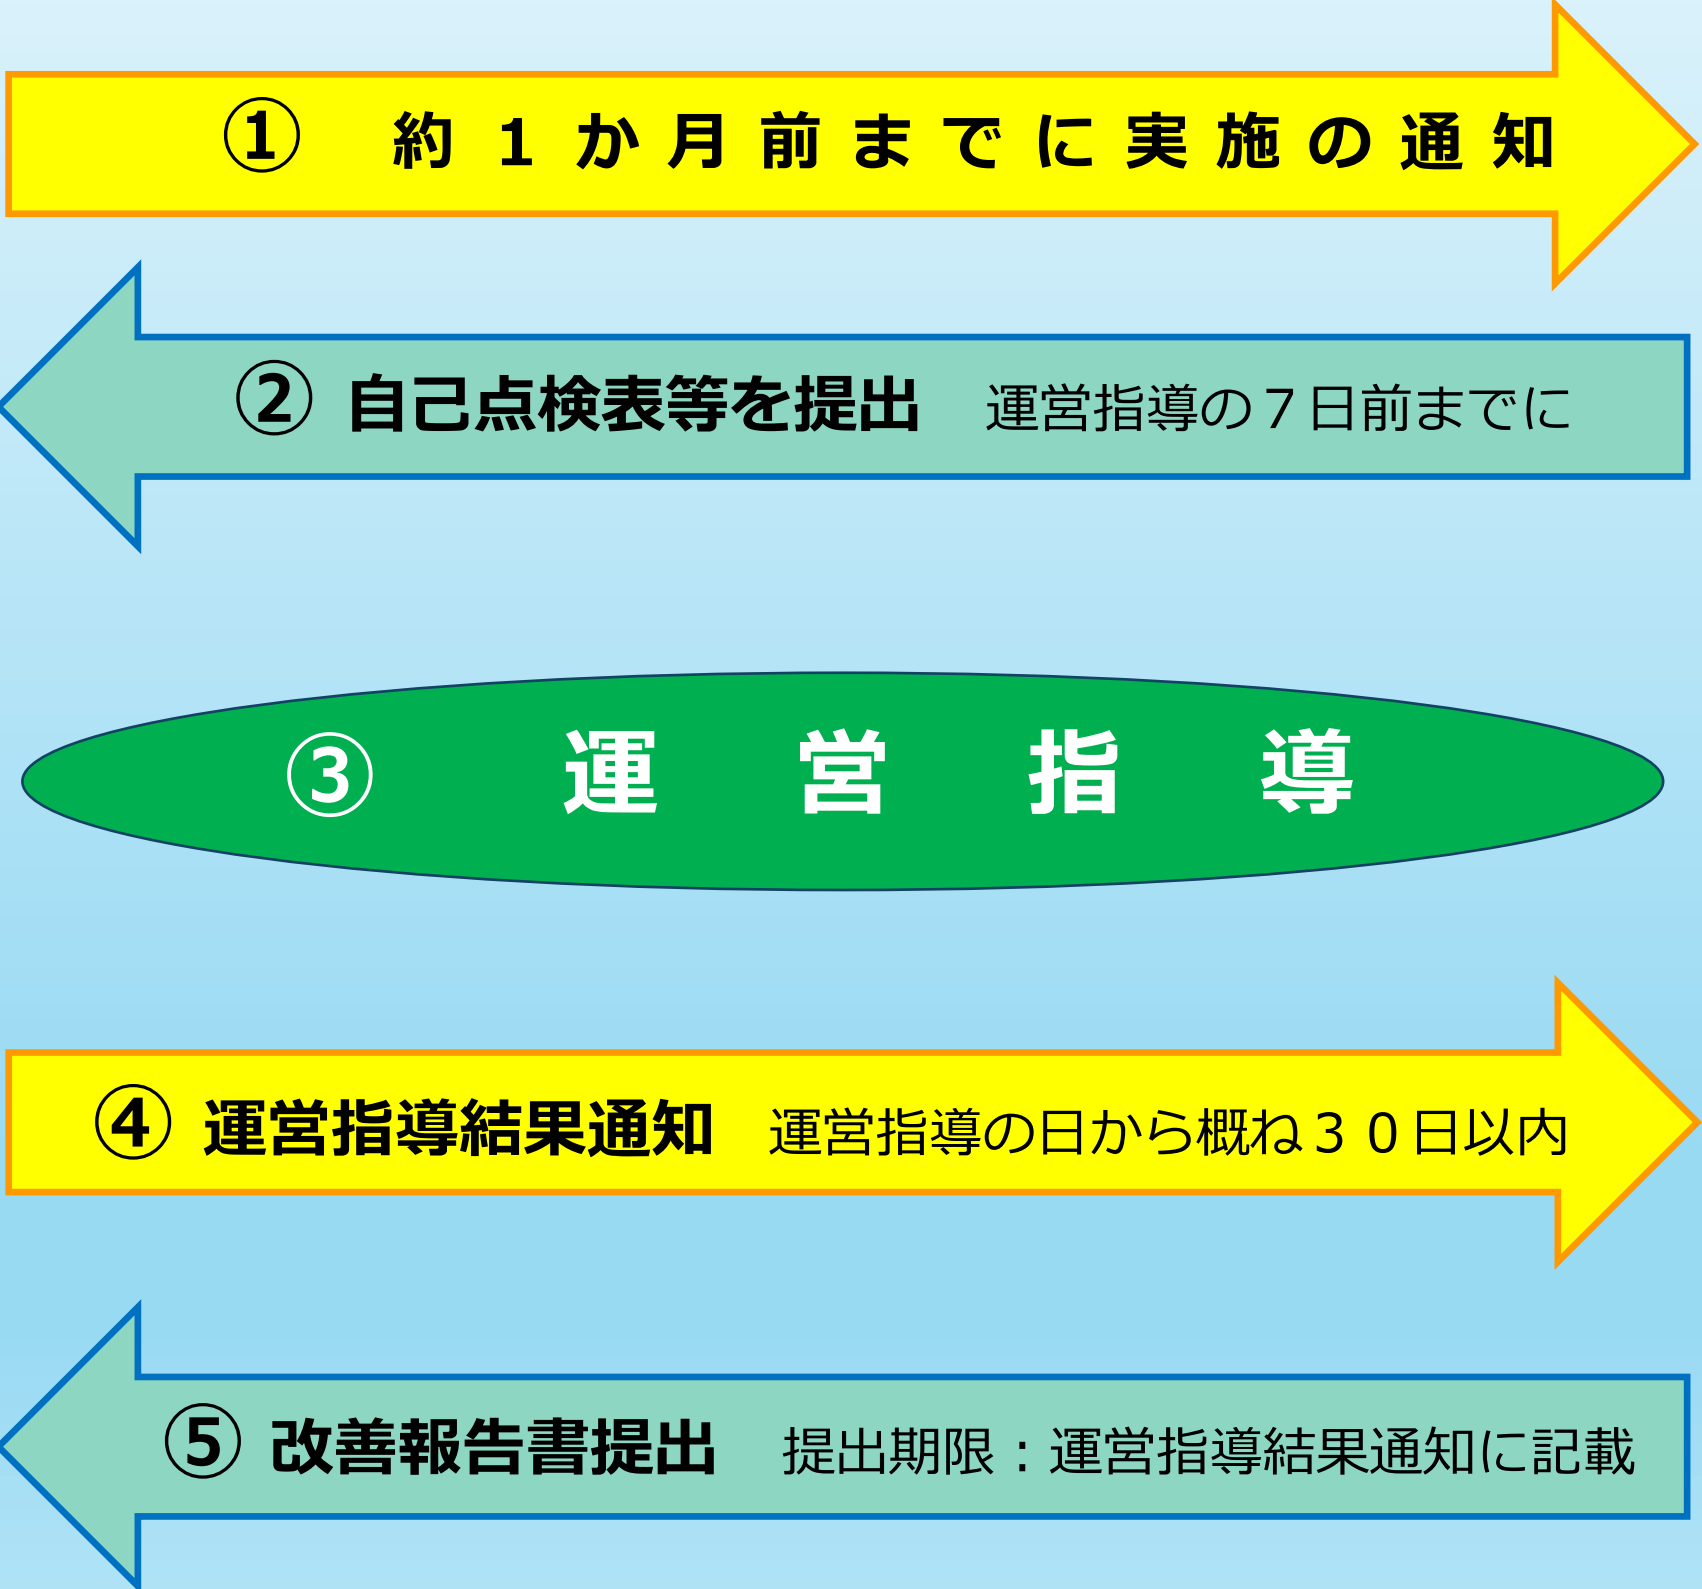 ① 約１か月前までに実施の通知
② 自己点検表等を提出　運営指導の７日前までに
③ 運営指導
④ 運営指導結果通知　運営指導の日から概ね３０日以内
⑤ 改善報告書提出　提出期限：運営指導結果通知に記載